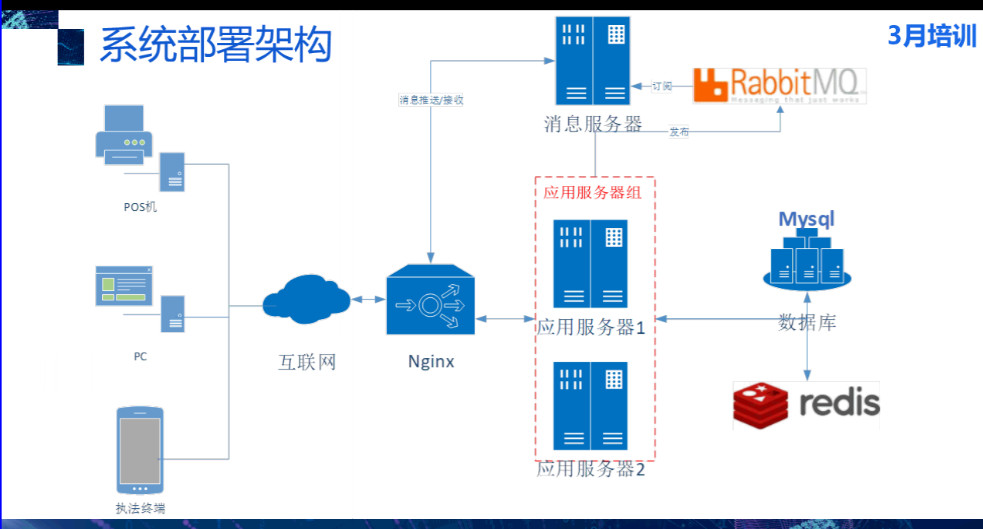 系统部署架构
3月培训
消息推送/接收
订阅
RabbitMQ
Messaging that just works
消息服务器
发布
POS机
应用服务器组
Mysql
应用服务器1
数据库
PC
互联网
Nginx
redis
应用服务器2
执法终端